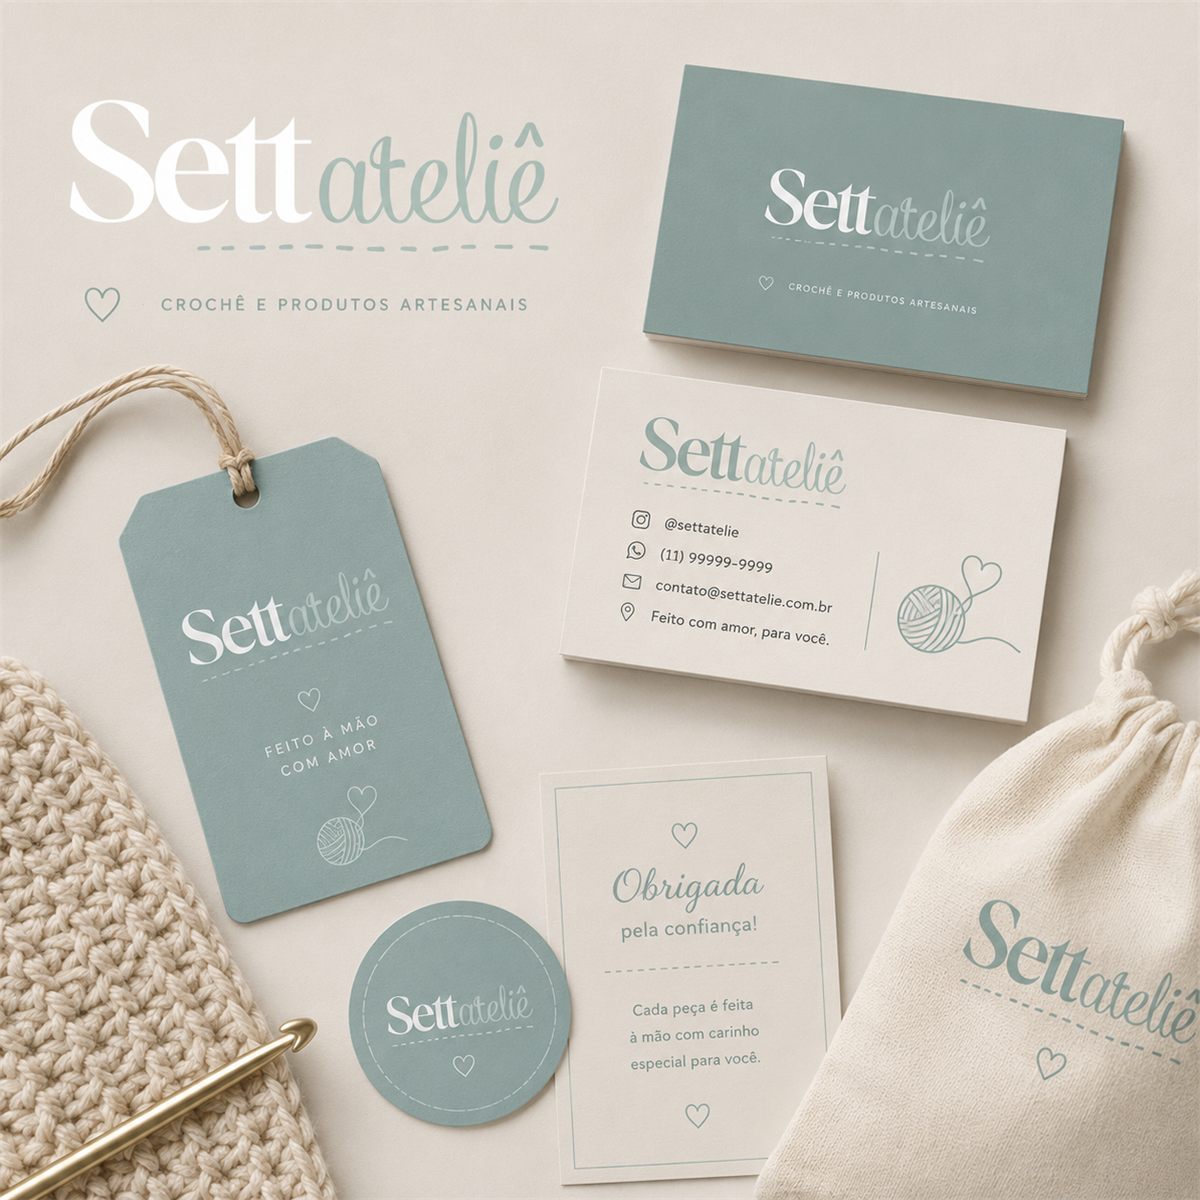 Settateliê
CROCHÊ E PRODUTOS ARTESANAIS
Settateliê
CROCHÊ E PRODUTOS ARTESANAIS
Settateliê
@settatelie
(11) 99999-9999
contato@settatelie.com.br
Feito com amor, para você.
Settateliê
FEITO À MÃO
COM AMOR
Obrigada
pela confiança!
Cada peça é feita
à mão com carinho
especial para você.
Settateliê
Settateliê